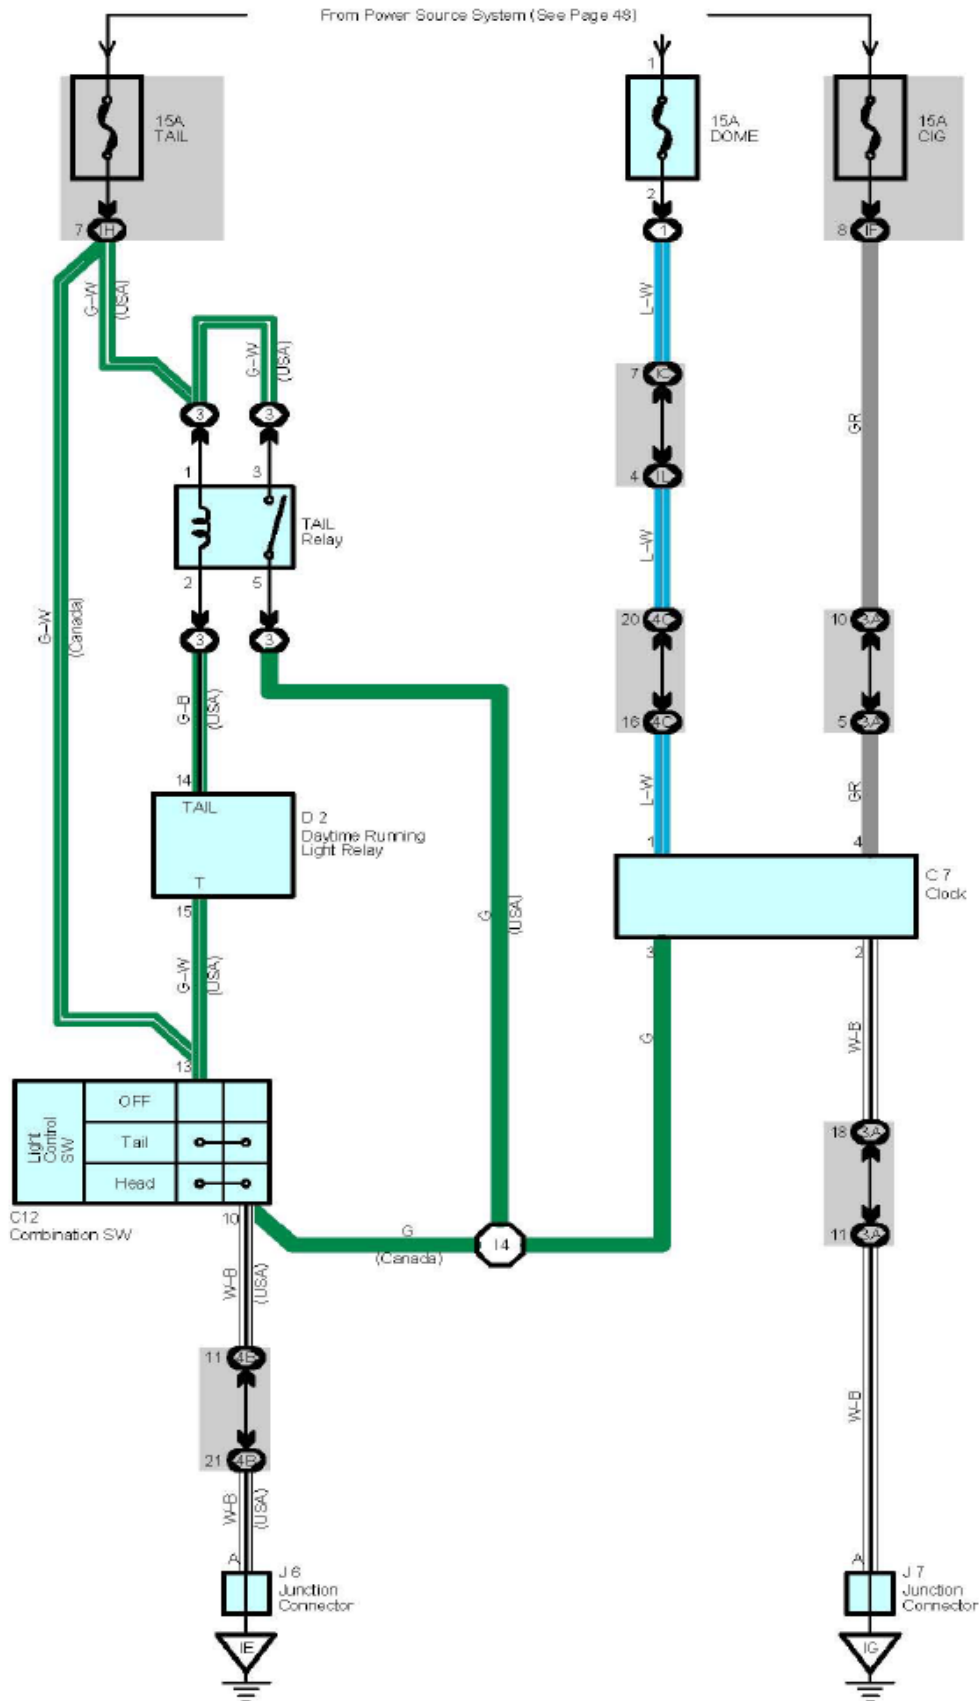 From Power Source System (See Page 48)
1
15A
TAIL
15A
DOME
15A
CIG
2
7 IH
1
8 IF
G-W
(USA)
L-W
G-W
(USA)
7 IC
3
3
GR
1
3
4 IL
TAIL
Relay
2
5
L-W
G-W
(Canada)
20 4C
10 3A
3
3
G-B
(USA)
16 4C
5 3A
14
L-W
GR
TAIL
D 2
Daytime Running
Light Relay
1
4
T
C 7
Clock
15
G
(USA)
3
2
G-W
(USA)
G
W-B
13
Light
Control
SW
OFF
Tail
Head
18 3A
C12
Combination SW
10
G
(Canada)
I4
11 3A
W-B
(USA)
11 4B
W-B
21 4B
W-B
(USA)
A
A
J 6
Junction
Connector
J 7
Junction
Connector
IE
IG